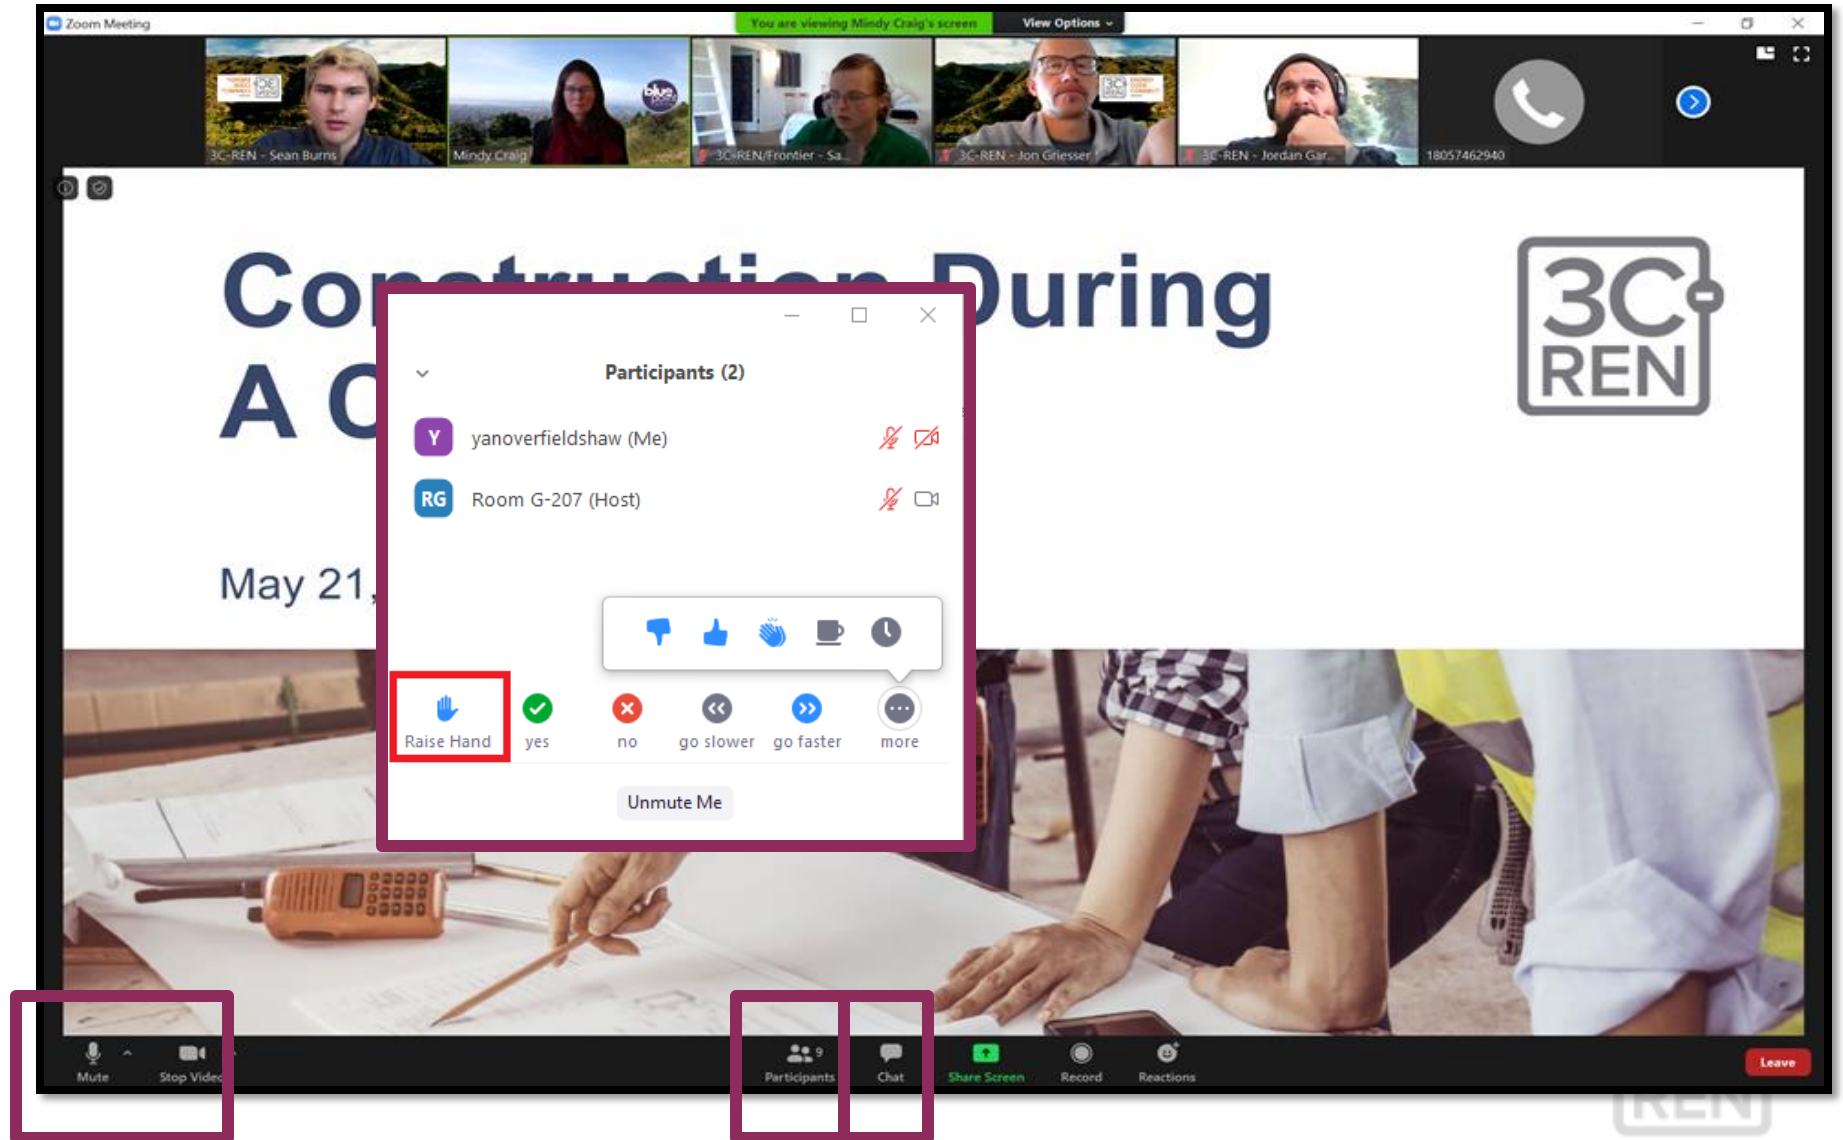 Zoom Meeting
You are viewing Mindy Craig's screen
View Options
3C-REN - Sean Burns
blue
Mindy Craig
3C-REN/Frontier - Sa...
3C-REN - Jon Griesser
3C-REN - Jordan Gar...
18057462940
Construction During
A C
3C
REN
May 21,
Participants (2)
Y yanoverfieldshaw (Me)
RG Room G-207 (Host)
Raise Hand
yes
no
go slower
go faster
more
Unmute Me
Mute
Stop Video
Participants
9
Chat
Share Screen
Record
Reactions
Leave
REN